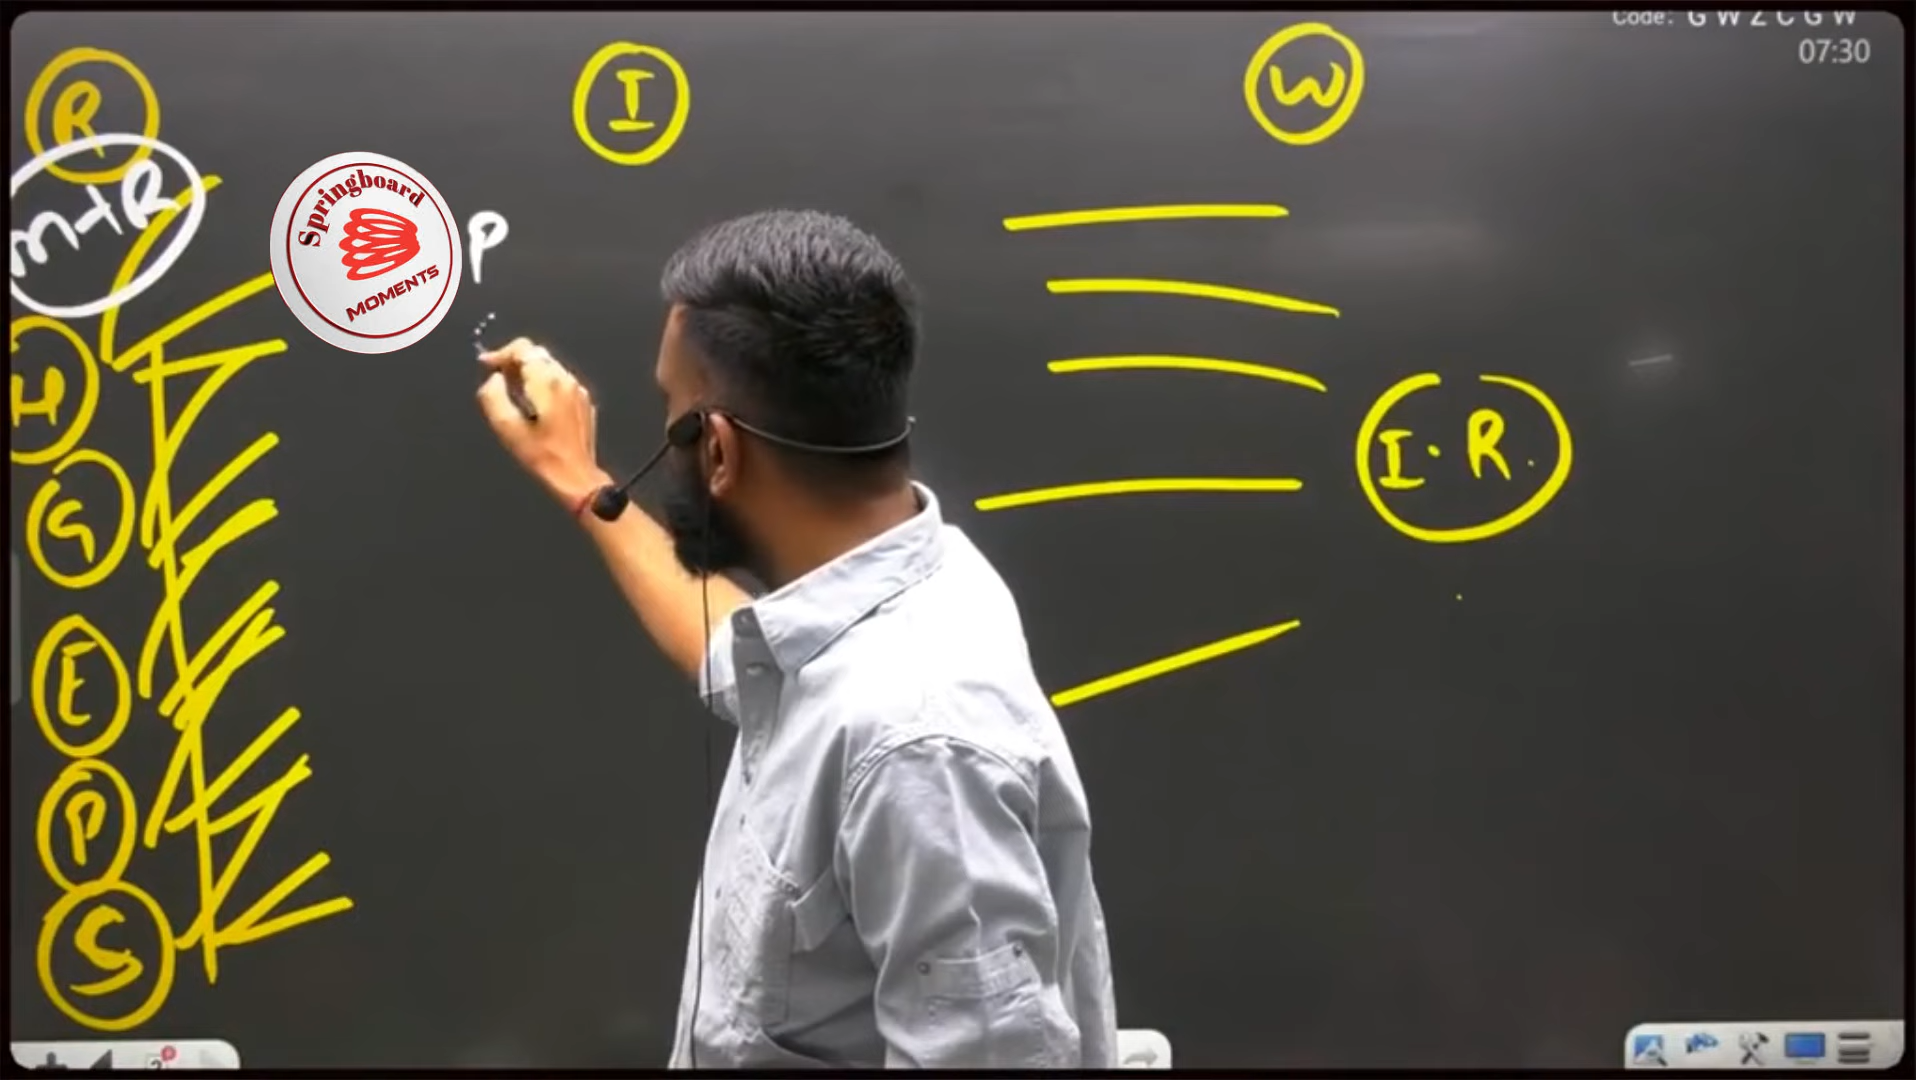 Code: G W Z C G W
07:30
R
I
W
m+R
Springboard
MOMENTS
P
H
I.R.
G
E
P
S